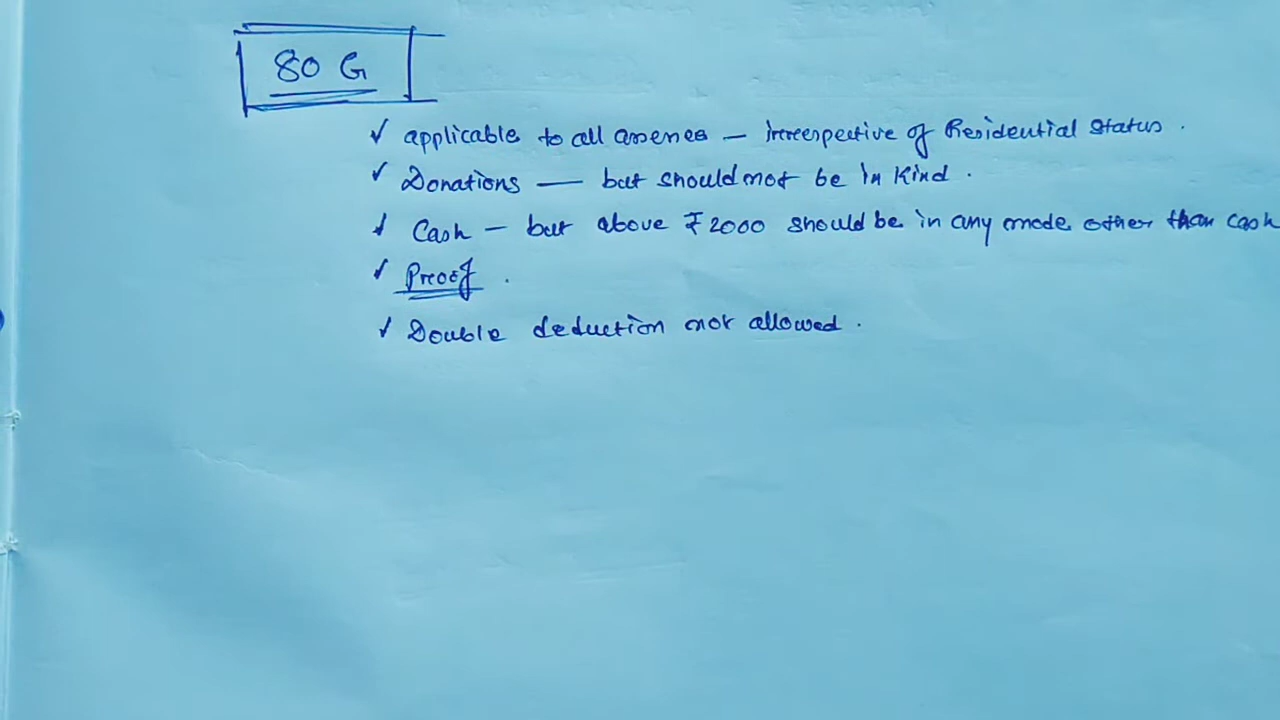 80 G
✓ applicable to all assesses — irrespective of Residential Status.
✓ Donations — but should not be in kind.
✓ Cash — but above ₹2000 should be in any mode other than cash
✓ Proof.
✓ Double deduction not allowed.